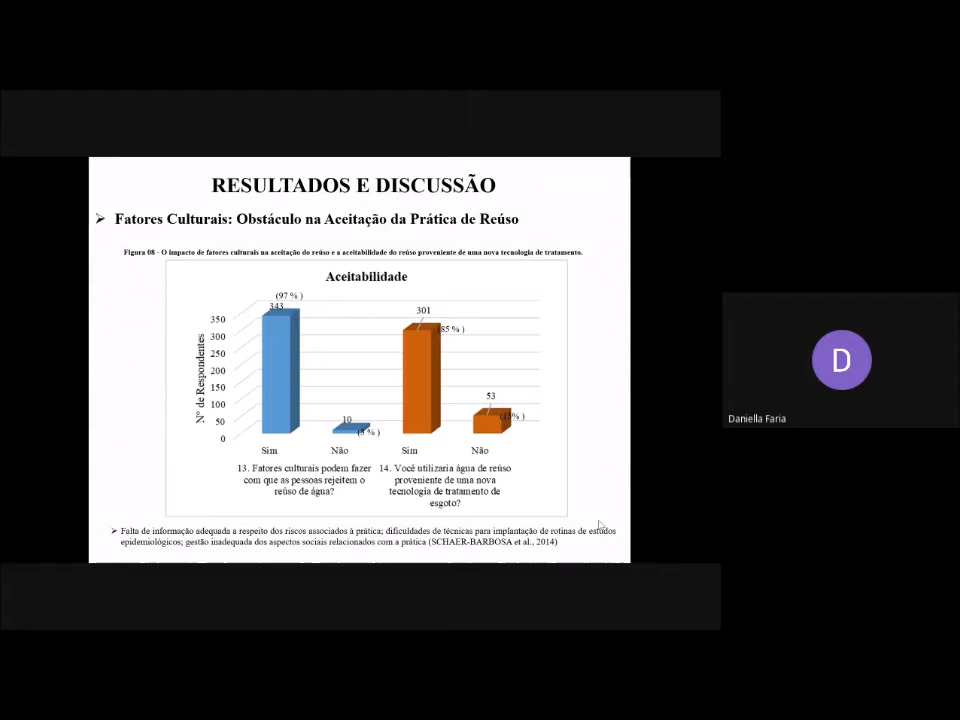 RESULTADOS E DISCUSSÃO
➢ Fatores Culturais: Obstáculo na Aceitação da Prática de Reúso
Figura 08 - O impacto de fatores culturais na aceitação do reúso e a aceitabilidade do reúso proveniente de uma nova tecnologia de tratamento.
Aceitabilidade
(97 % )
343
301
(85 % )
53
(15% )
10
(3 % )
350
300
250
200
150
100
50
0
Nº de Respondentes
Sim
Não
Sim
Não
13. Fatores culturais podem fazer
com que as pessoas rejeitem o
reúso de água?
14. Você utilizaria água de reúso
proveniente de uma nova
tecnologia de tratamento de
esgoto?
➢ Falta de informação adequada a respeito dos riscos associados à prática; dificuldades de técnicas para implantação de rotinas de estudos
epidemiológicos; gestão inadequada dos aspectos sociais relacionados com a prática (SCHAER-BARBOSA et al., 2014)
D
Daniella Faria